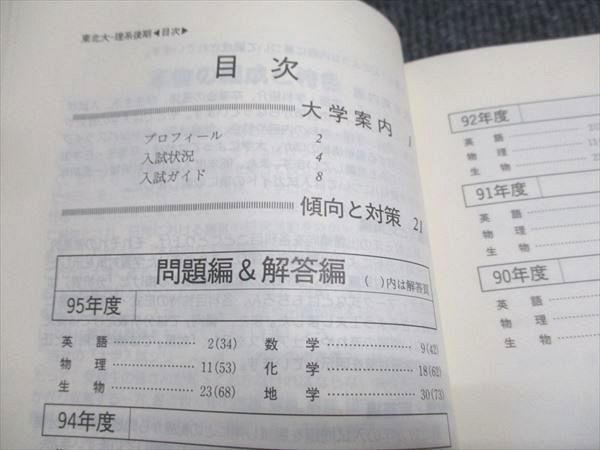 東北大-理系後期◀目次▶
目次
大学案内 1
プロフィール 2
入試状況 4
入試ガイド 8
傾向と対策 21
問題編&解答編 ( )内は解答頁
95年度
英語 2(34) 数学 9(42)
物理 11(53) 化学 18(62)
生物 23(68) 地学 30(73)
94年度
92年度
英語
物理
生物
91年度
英語
物理
生物
90年度
英語
物理
生物